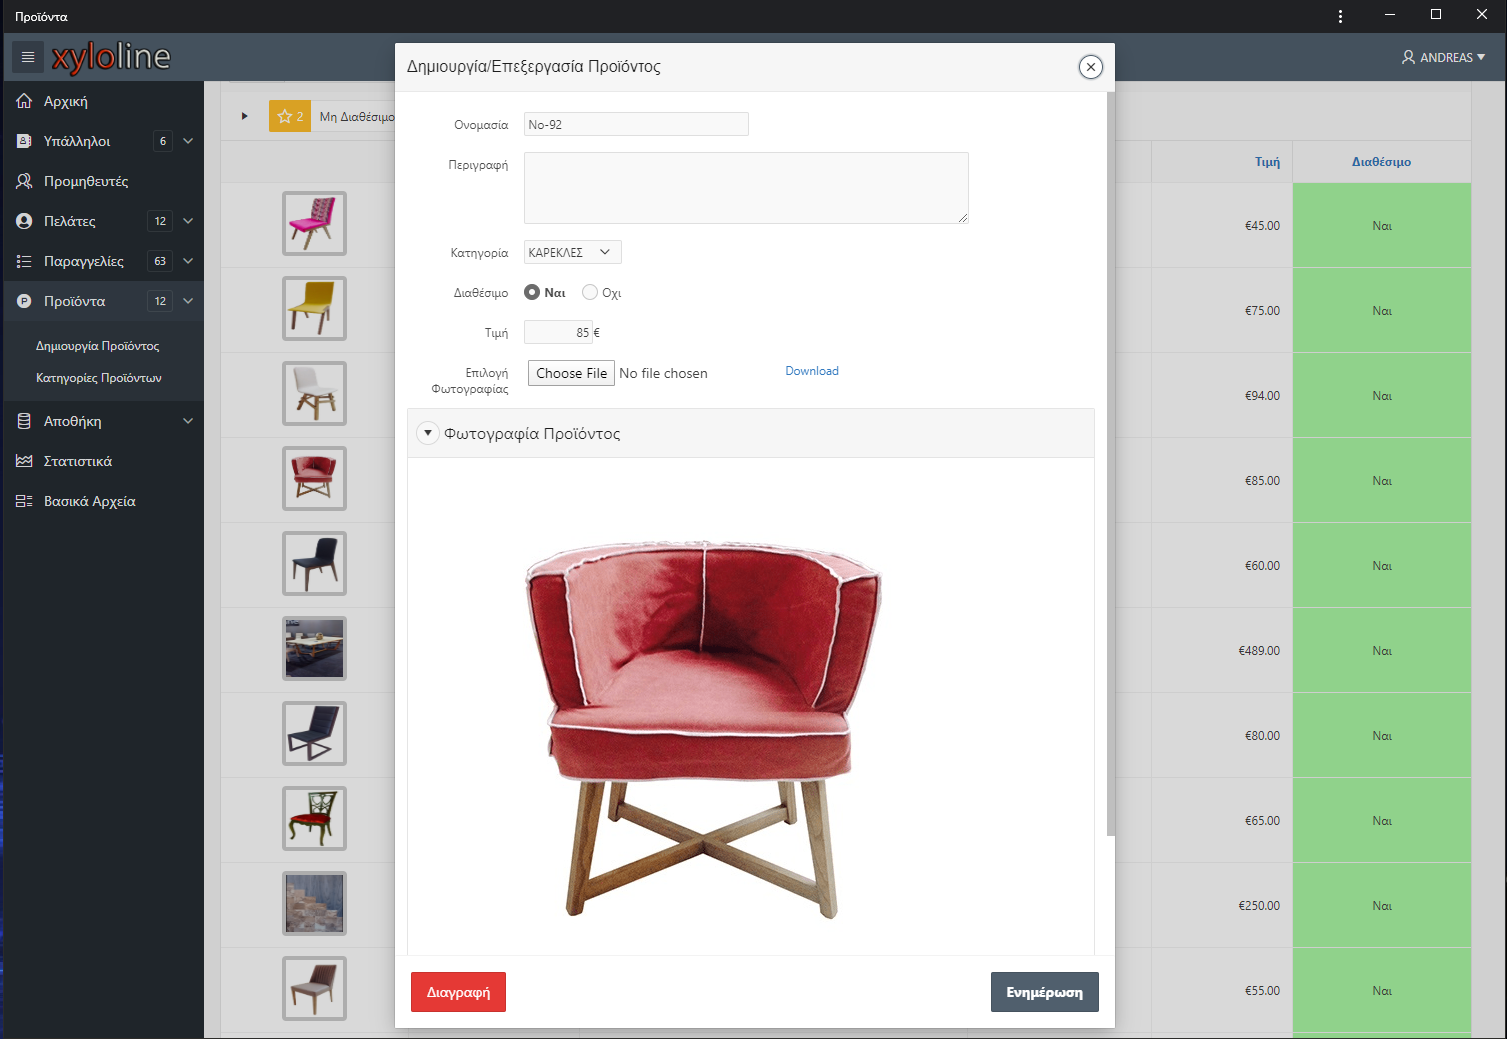 Προϊόντα
xyloline
ANDREAS
Αρχική
Υπάλληλοι 6
Προμηθευτές
Πελάτες 12
Παραγγελίες 63
Προϊόντα 12
Δημιουργία Προϊόντος
Κατηγορίες Προϊόντων
Αποθήκη
Στατιστικά
Βασικά Αρχεία
2 Μη Διαθέσιμο
Τιμή Διαθέσιμο
€45.00 Ναι
€75.00 Ναι
€94.00 Ναι
€85.00 Ναι
€60.00 Ναι
€489.00 Ναι
€80.00 Ναι
€65.00 Ναι
€250.00 Ναι
€55.00 Ναι
Δημιουργία/Επεξεργασία Προϊόντος
Ονομασία No-92
Περιγραφή
Κατηγορία ΚΑΡΕΚΛΕΣ
Διαθέσιμο Ναι Οχι
Τιμή 85 €
Επιλογή
Φωτογραφίας
Choose File No file chosen Download
Φωτογραφία Προϊόντος
Διαγραφή Ενημέρωση